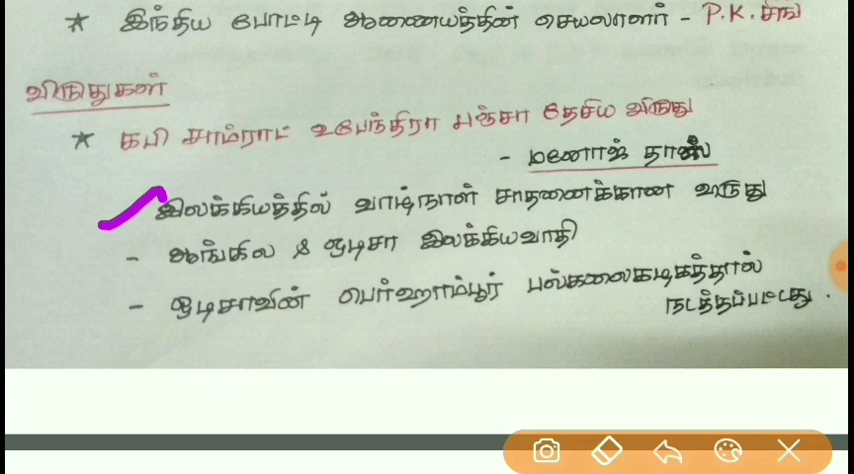 ★ இந்திய போட்டி ஆணையத்தின் செயலாளர் - P.K. சிங்
விருதுகள்
★ கபி சாம்ராட் உபேந்திரா பஞ்சா தேசிய விருது
- மனோஜ் தாஸ்
இலக்கியத்தில் வாழ்நாள் சாதனைக்கான விருது
- ஆங்கில & ஒடிசா இலக்கியவாதி
- ஒடிசாவின் பெர்ஹாம்பூர் பல்கலைகழகத்தால்
நடத்தப்பட்டது.